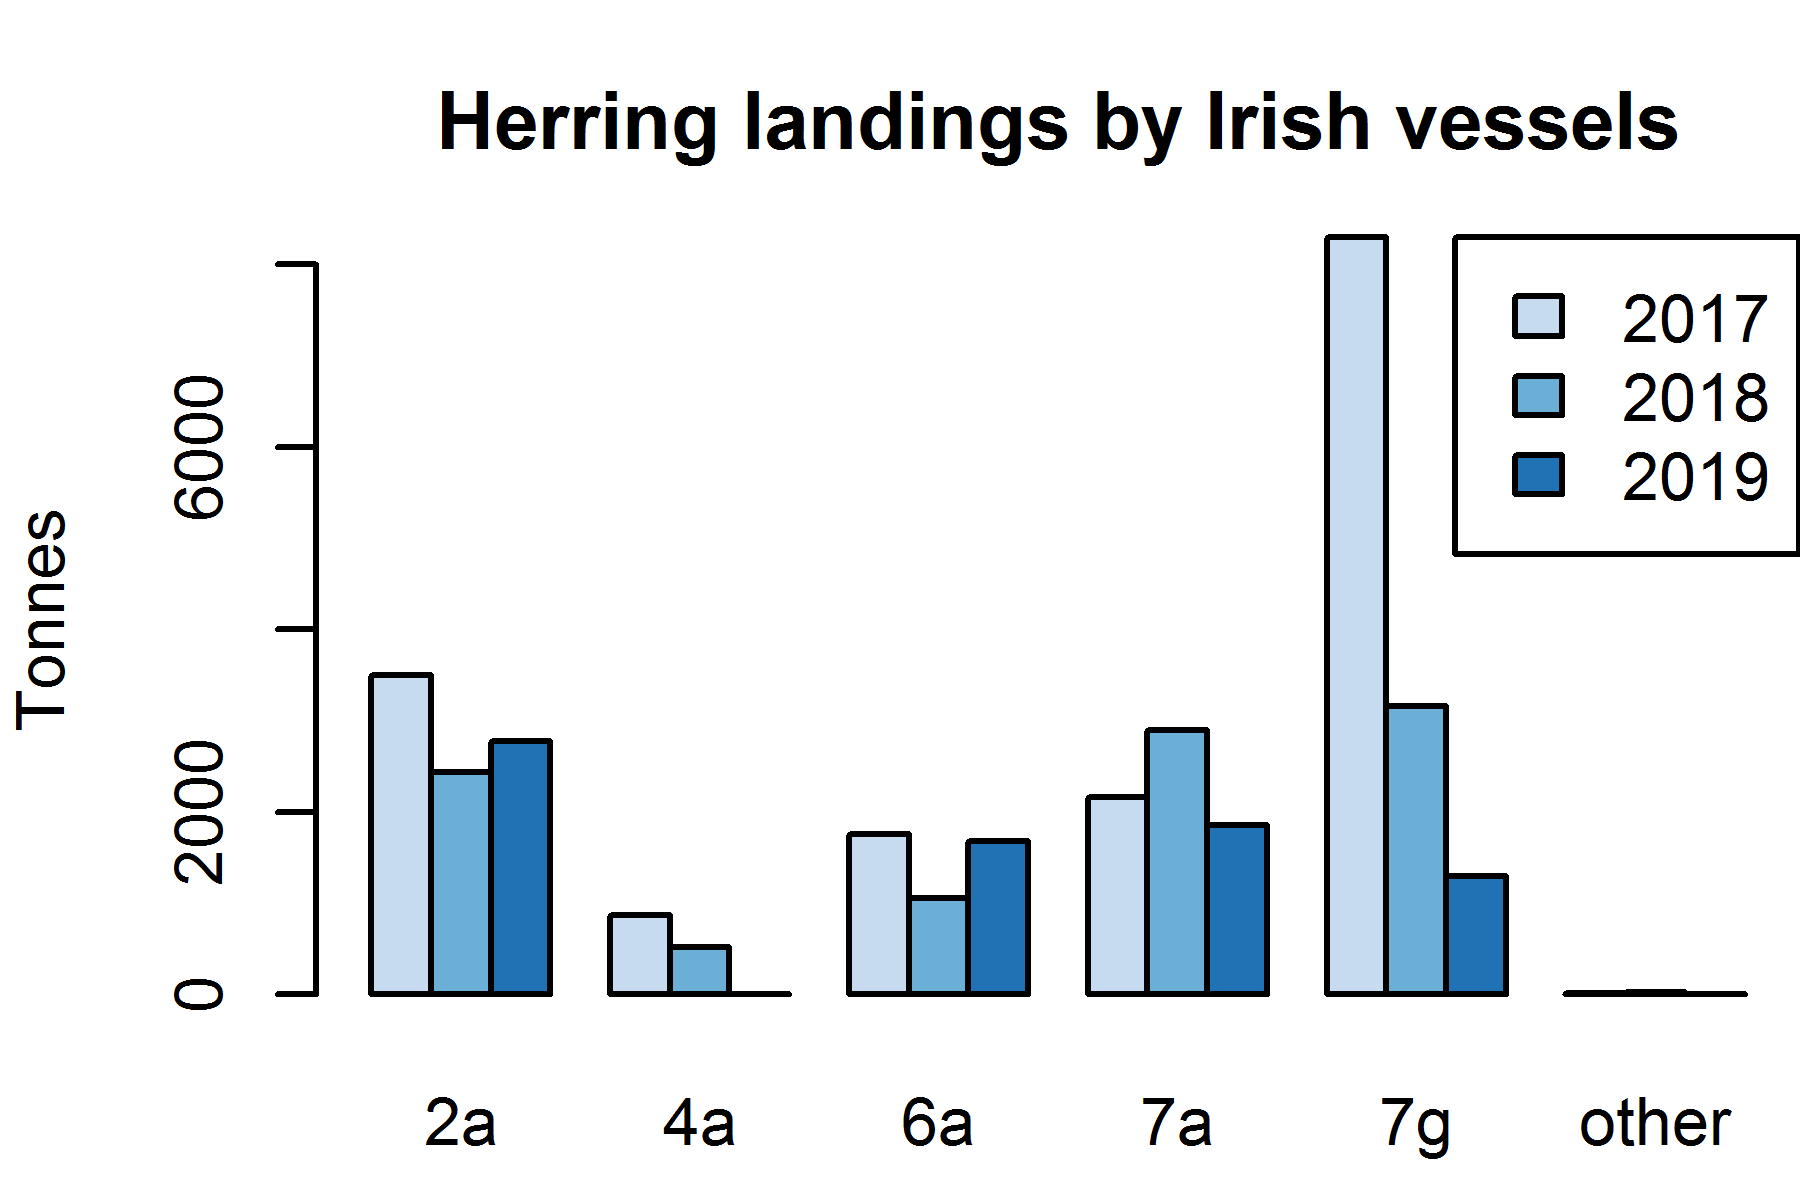 Herring landings by Irish vessels
Tonnes
6000
2000
0
2017
2018
2019
2a 4a 6a 7a 7g other